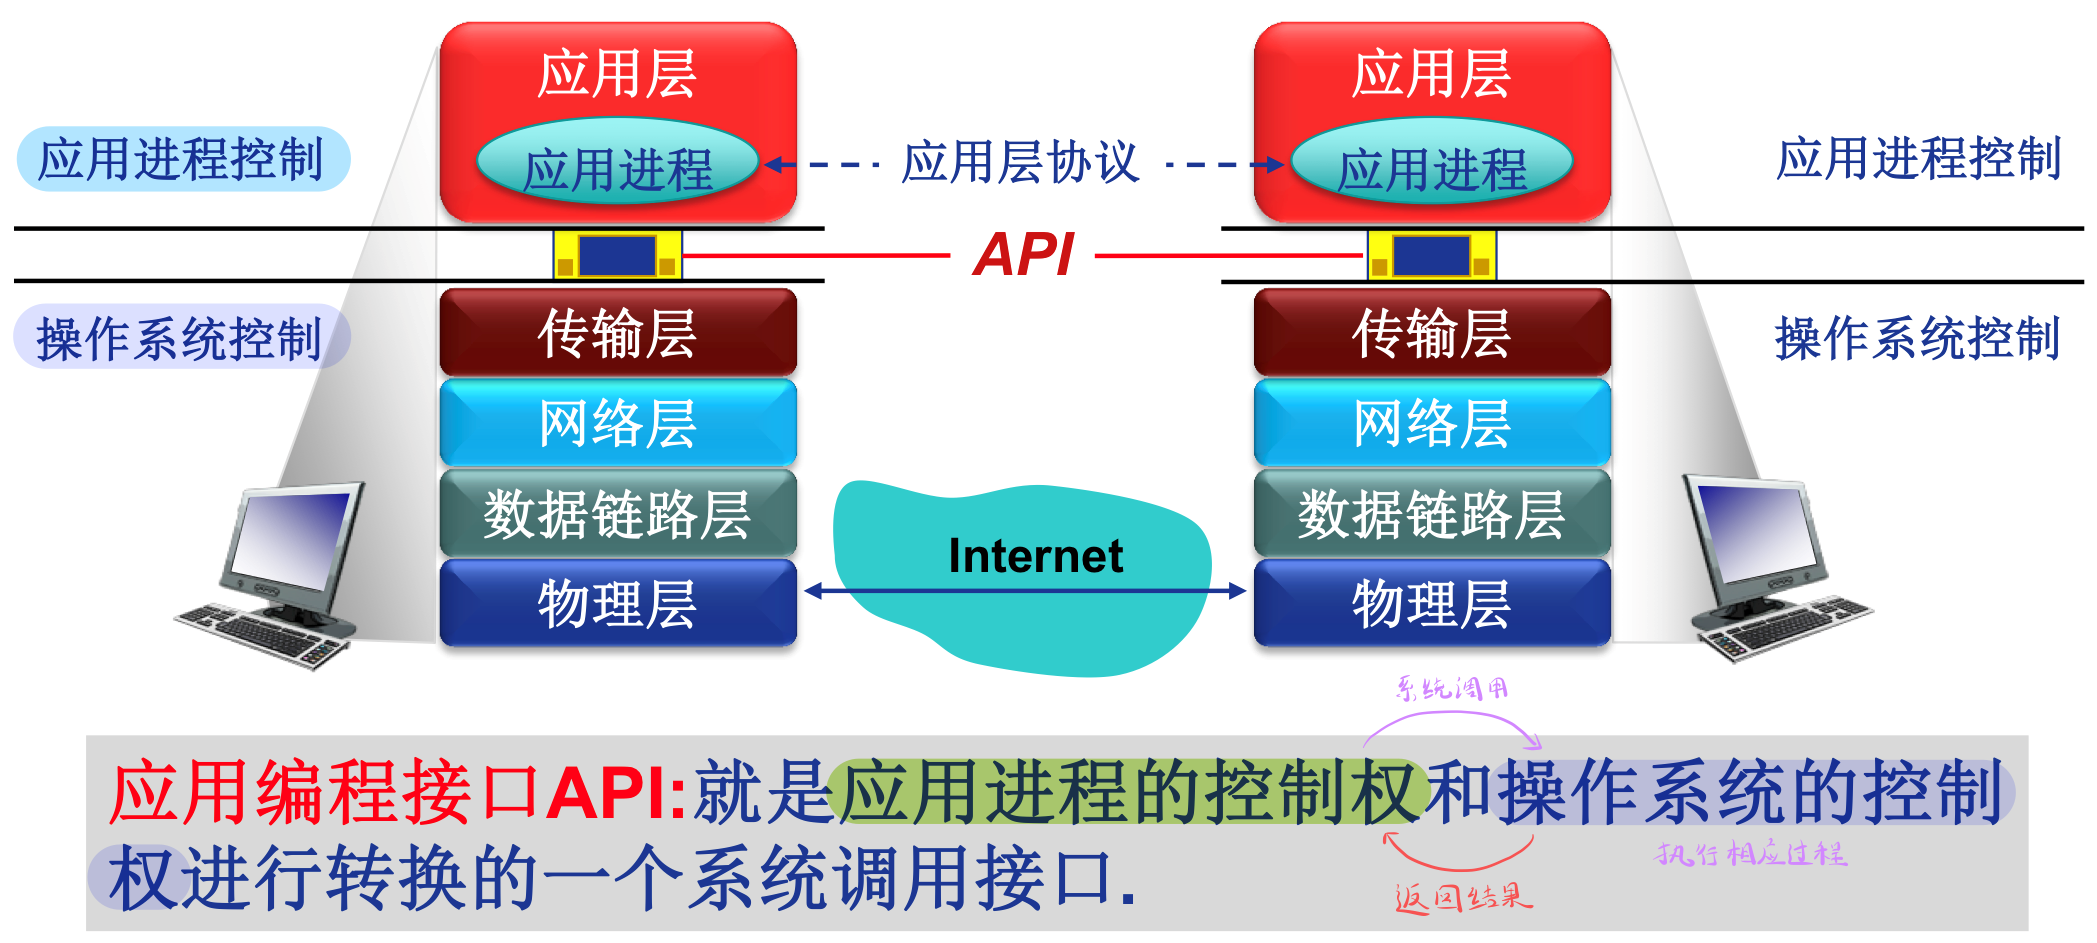 应用层
应用层
应用进程控制
应用进程
应用层协议
应用进程
应用进程控制
API
操作系统控制
传输层
传输层
操作系统控制
网络层
网络层
数据链路层
Internet
数据链路层
物理层
物理层
系统调用
应用编程接口API:就是应用进程的控制权和操作系统的控制
权进行转换的一个系统调用接口.
执行相应过程
返回结果